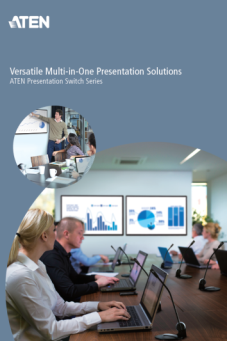 ATEN
Versatile Multi-in-One Presentation Solutions
ATEN Presentation Switch Series